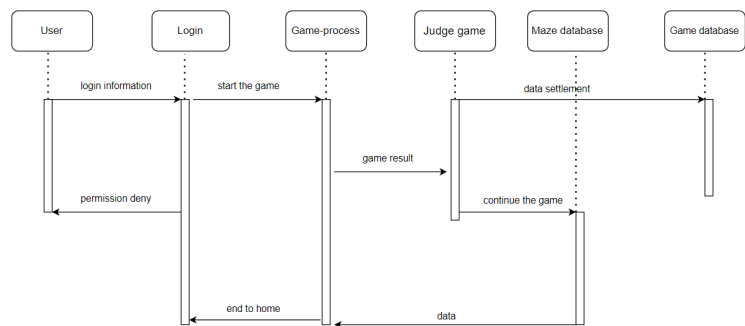 User
Login
Game-process
Judge game
Maze database
Game database
login information
start the game
data settlement
game result
permission deny
continue the game
end to home
data